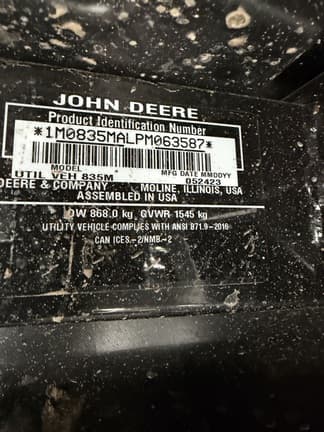 JOHN DEERE
Product Identification Number
*1M0835MALPM063587*
MODEL MFG DATE MMDDYY
UTIL VEH 835M 052423
DEERE & COMPANY MOLINE, ILLINOIS, USA
ASSEMBLED IN USA
DW 868.0 kg, GVWR 1545 kg
UTILITY VEHICLE COMPLIES WITH ANSI B71.9-2016
CAN ICES-2/NMB-2